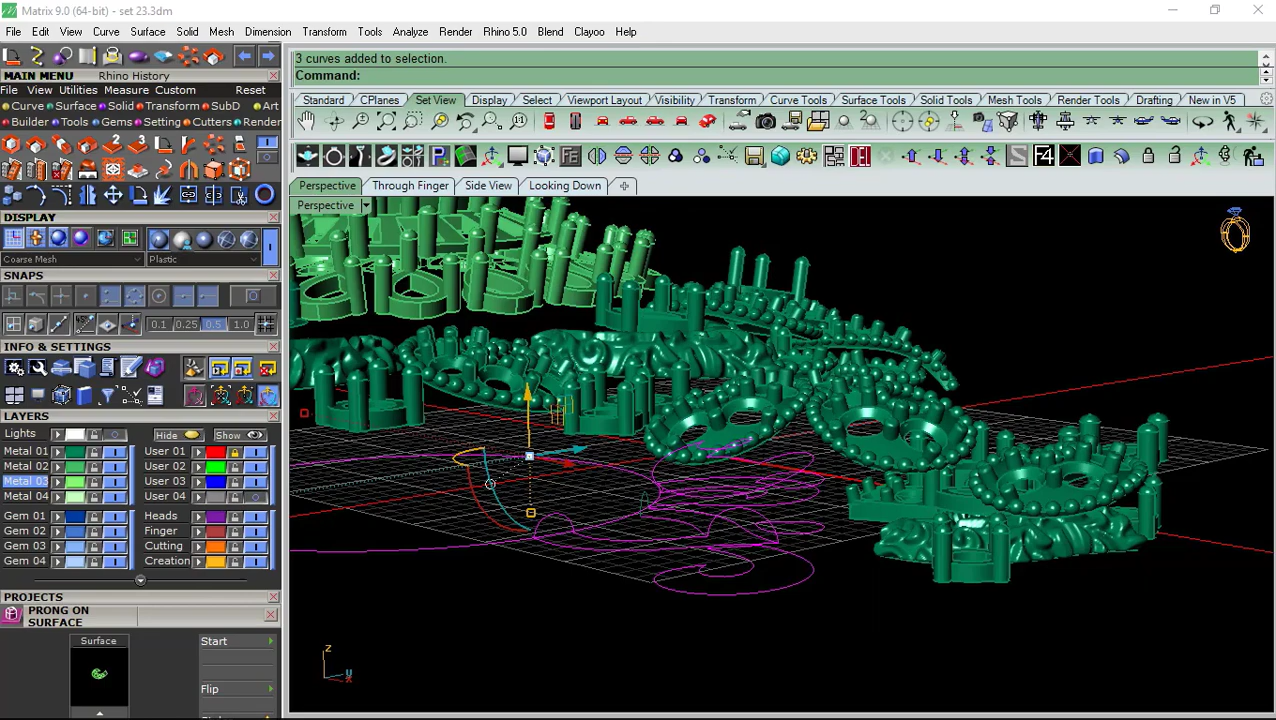 Matrix 9.0 (64-bit) - set 23.3dm
File Edit View Curve Surface Solid Mesh Dimension Transform Tools Analyze Render Rhino 5.0 Blend Clayoo Help
3 curves added to selection.
Command:
MAIN MENU Rhino History
File View Utilities Measure Custom Reset
Curve Surface Solid Transform SubD Art
Builder Tools Gems Setting Cutters Render
Standard CPlanes Set View Display Select Viewport Layout Visibility Transform Curve Tools Surface Tools Solid Tools Mesh Tools Render Tools Drafting New in V5
Perspective Through Finger Side View Looking Down
Perspective
DISPLAY
Coarse Mesh Plastic
SNAPS
0.1 0.25 0.5 1.0
INFO & SETTINGS
LAYERS
Lights Hide Show
Metal 01 User 01
Metal 02 User 02
Metal 03 User 03
Metal 04 User 04
Gem 01 Heads
Gem 02 Finger
Gem 03 Cutting
Gem 04 Creation
PROJECTS
PRONG ON
SURFACE
Surface Start
Flip
z